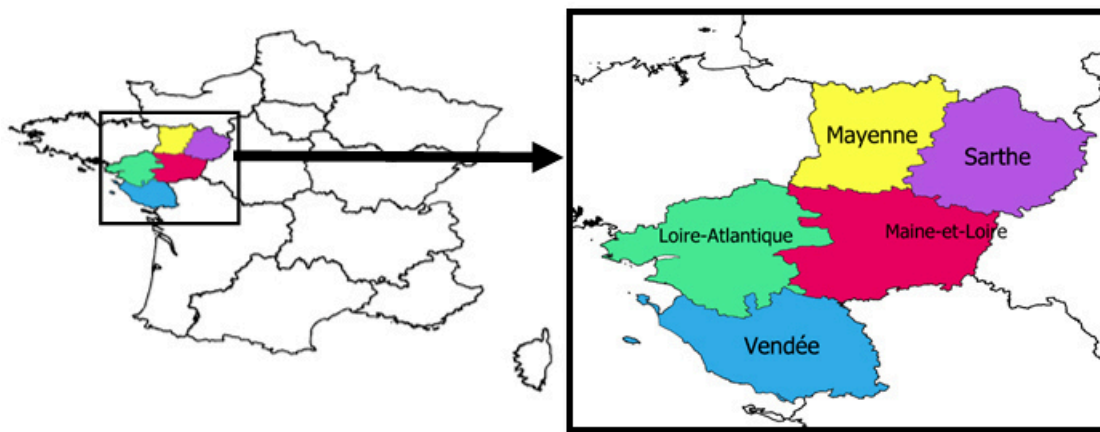 Mayenne
Sarthe
Loire-Atlantique
Maine-et-Loire
Vendée